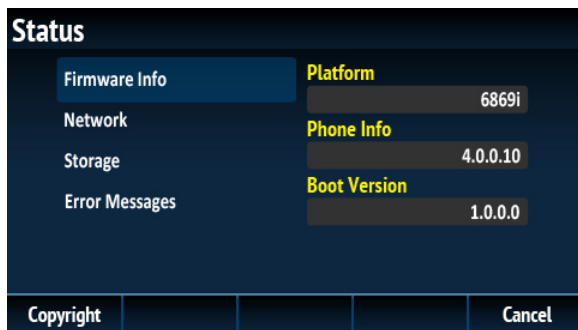 Status
Firmware Info
Network
Storage
Error Messages
Platform
6869i
Phone Info
4.0.0.10
Boot Version
1.0.0.0
Copyright
Cancel